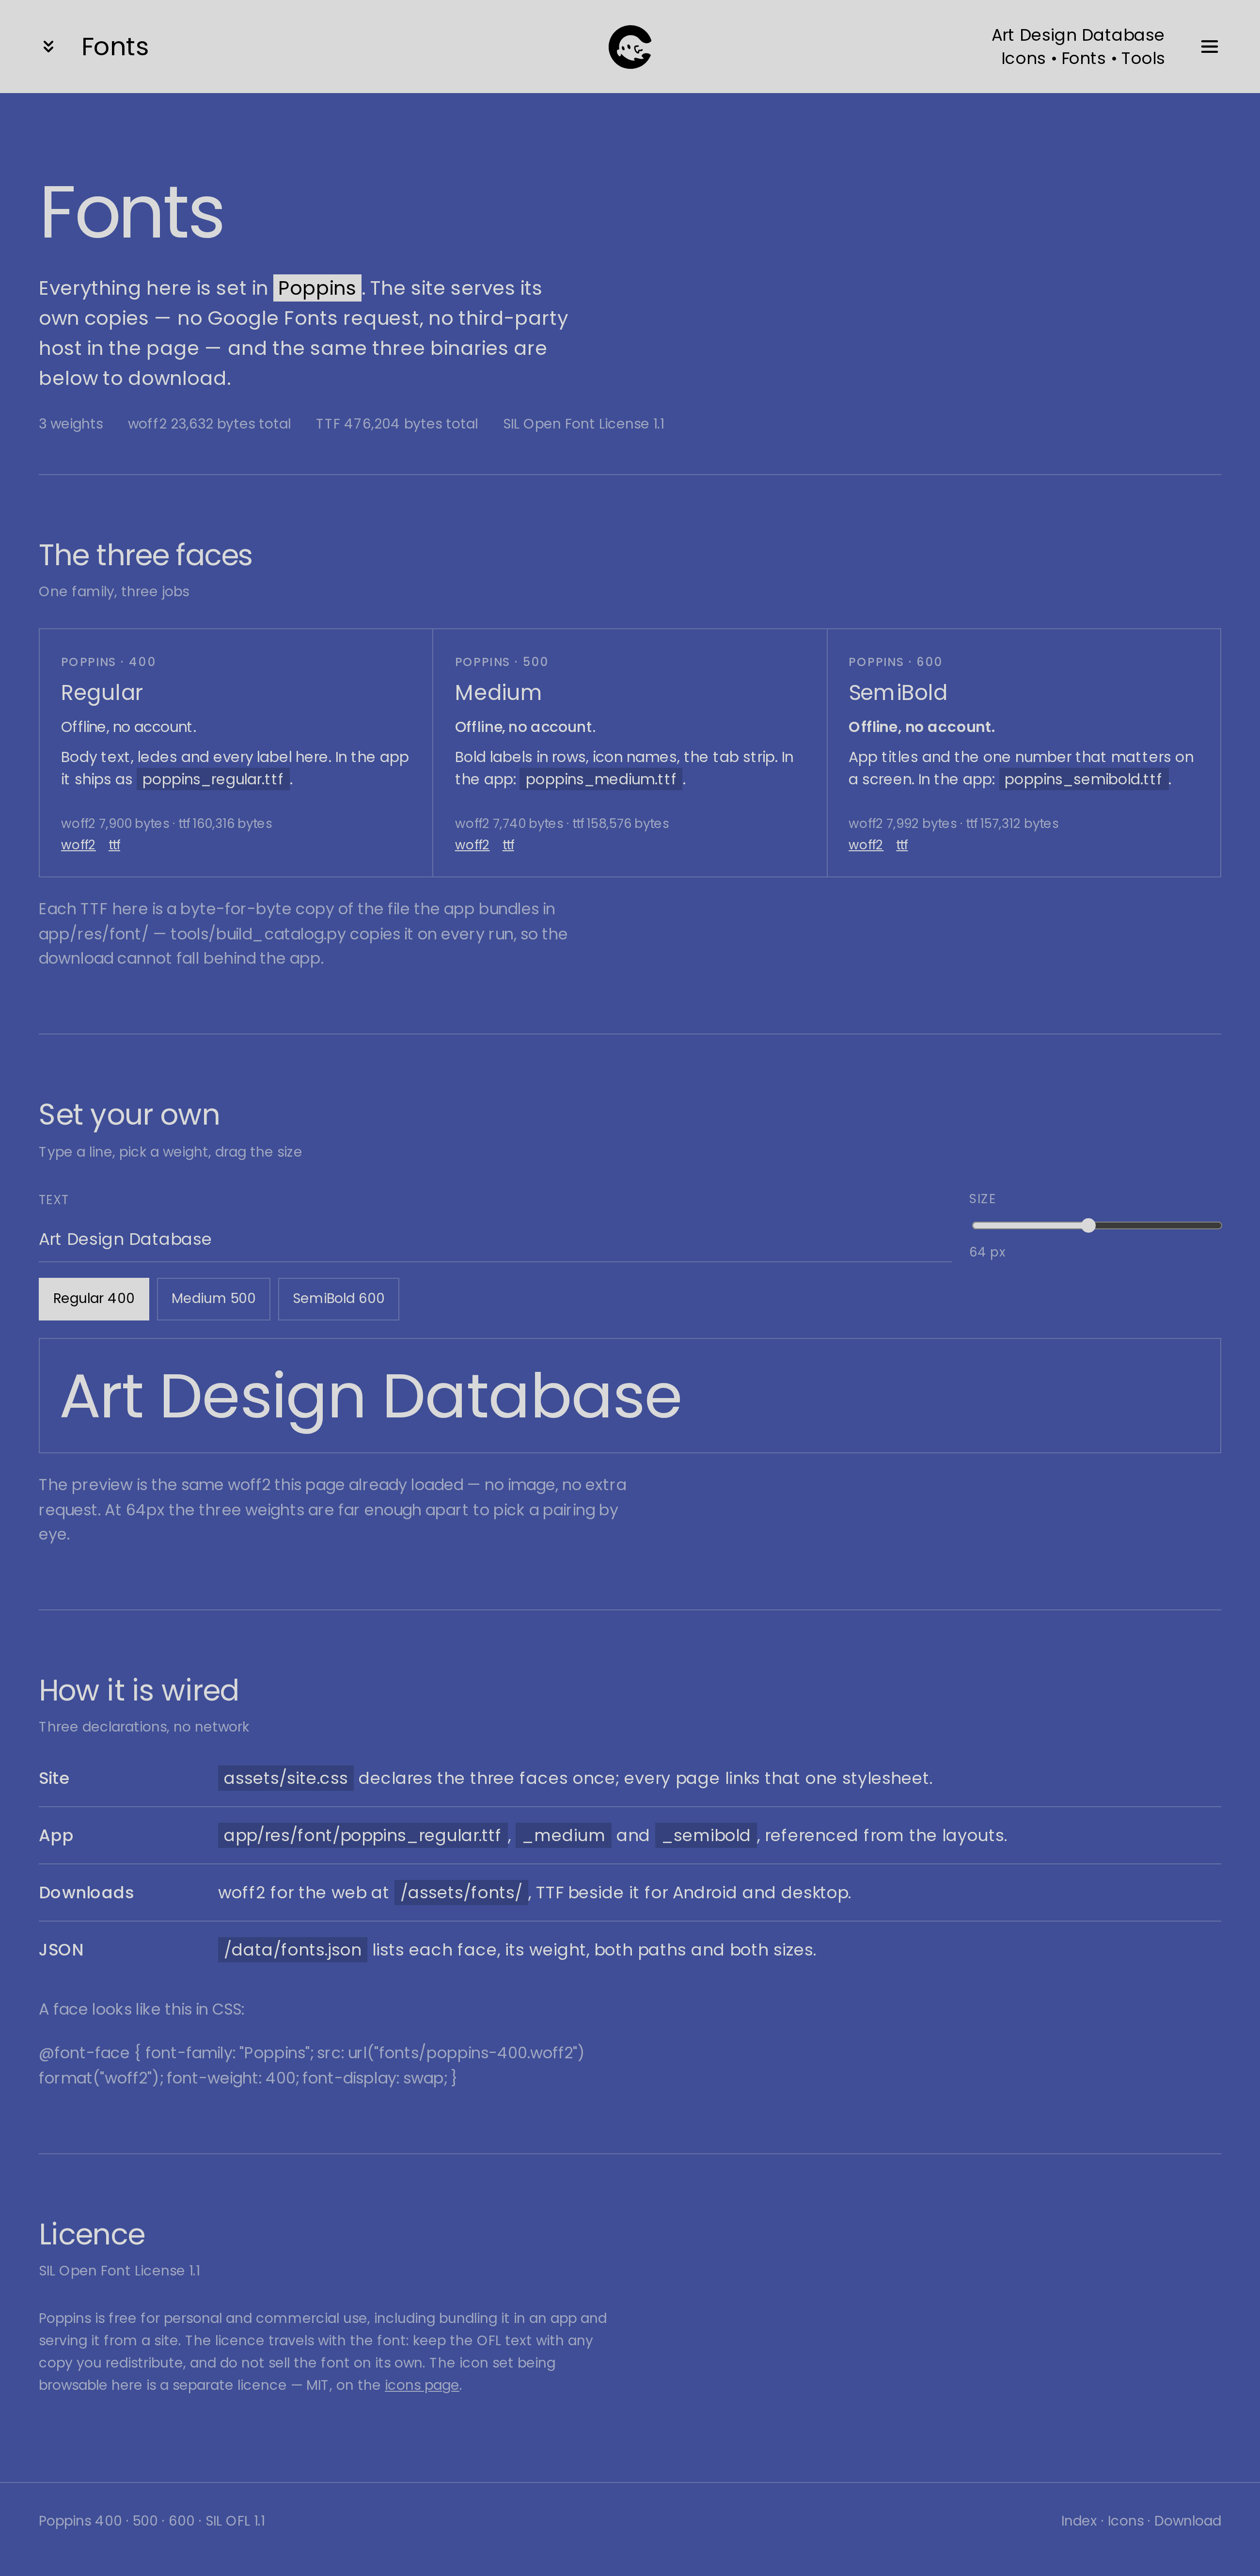 Fonts
Art Design Database
Icons • Fonts • Tools
Fonts
Everything here is set in Poppins. The site serves its
own copies — no Google Fonts request, no third-party
host in the page — and the same three binaries are
below to download.
3 weights woff2 23,632 bytes total TTF 476,204 bytes total SIL Open Font License 1.1
The three faces
One family, three jobs
POPPINS · 400
Regular
Offline, no account.
Body text, ledes and every label here. In the app
it ships as poppins_regular.ttf.
woff2 7,900 bytes · ttf 160,316 bytes
woff2 ttf
POPPINS · 500
Medium
Offline, no account.
Bold labels in rows, icon names, the tab strip. In
the app: poppins_medium.ttf.
woff2 7,740 bytes · ttf 158,576 bytes
woff2 ttf
POPPINS · 600
SemiBold
Offline, no account.
App titles and the one number that matters on
a screen. In the app: poppins_semibold.ttf.
woff2 7,992 bytes · ttf 157,312 bytes
woff2 ttf
Each TTF here is a byte-for-byte copy of the file the app bundles in
app/res/font/ — tools/build_catalog.py copies it on every run, so the
download cannot fall behind the app.
Set your own
Type a line, pick a weight, drag the size
TEXT
Art Design Database
SIZE
64 px
Regular 400 Medium 500 SemiBold 600
Art Design Database
The preview is the same woff2 this page already loaded — no image, no extra
request. At 64px the three weights are far enough apart to pick a pairing by
eye.
How it is wired
Three declarations, no network
Site assets/site.css declares the three faces once; every page links that one stylesheet.
App app/res/font/poppins_regular.ttf, _medium and _semibold, referenced from the layouts.
Downloads woff2 for the web at /assets/fonts/, TTF beside it for Android and desktop.
JSON /data/fonts.json lists each face, its weight, both paths and both sizes.
A face looks like this in CSS:
@font-face { font-family: "Poppins"; src: url("fonts/poppins-400.woff2")
format("woff2"); font-weight: 400; font-display: swap; }
Licence
SIL Open Font License 1.1
Poppins is free for personal and commercial use, including bundling it in an app and
serving it from a site. The licence travels with the font: keep the OFL text with any
copy you redistribute, and do not sell the font on its own. The icon set being
browsable here is a separate licence — MIT, on the icons page.
Poppins 400 · 500 · 600 · SIL OFL 1.1
Index · Icons · Download